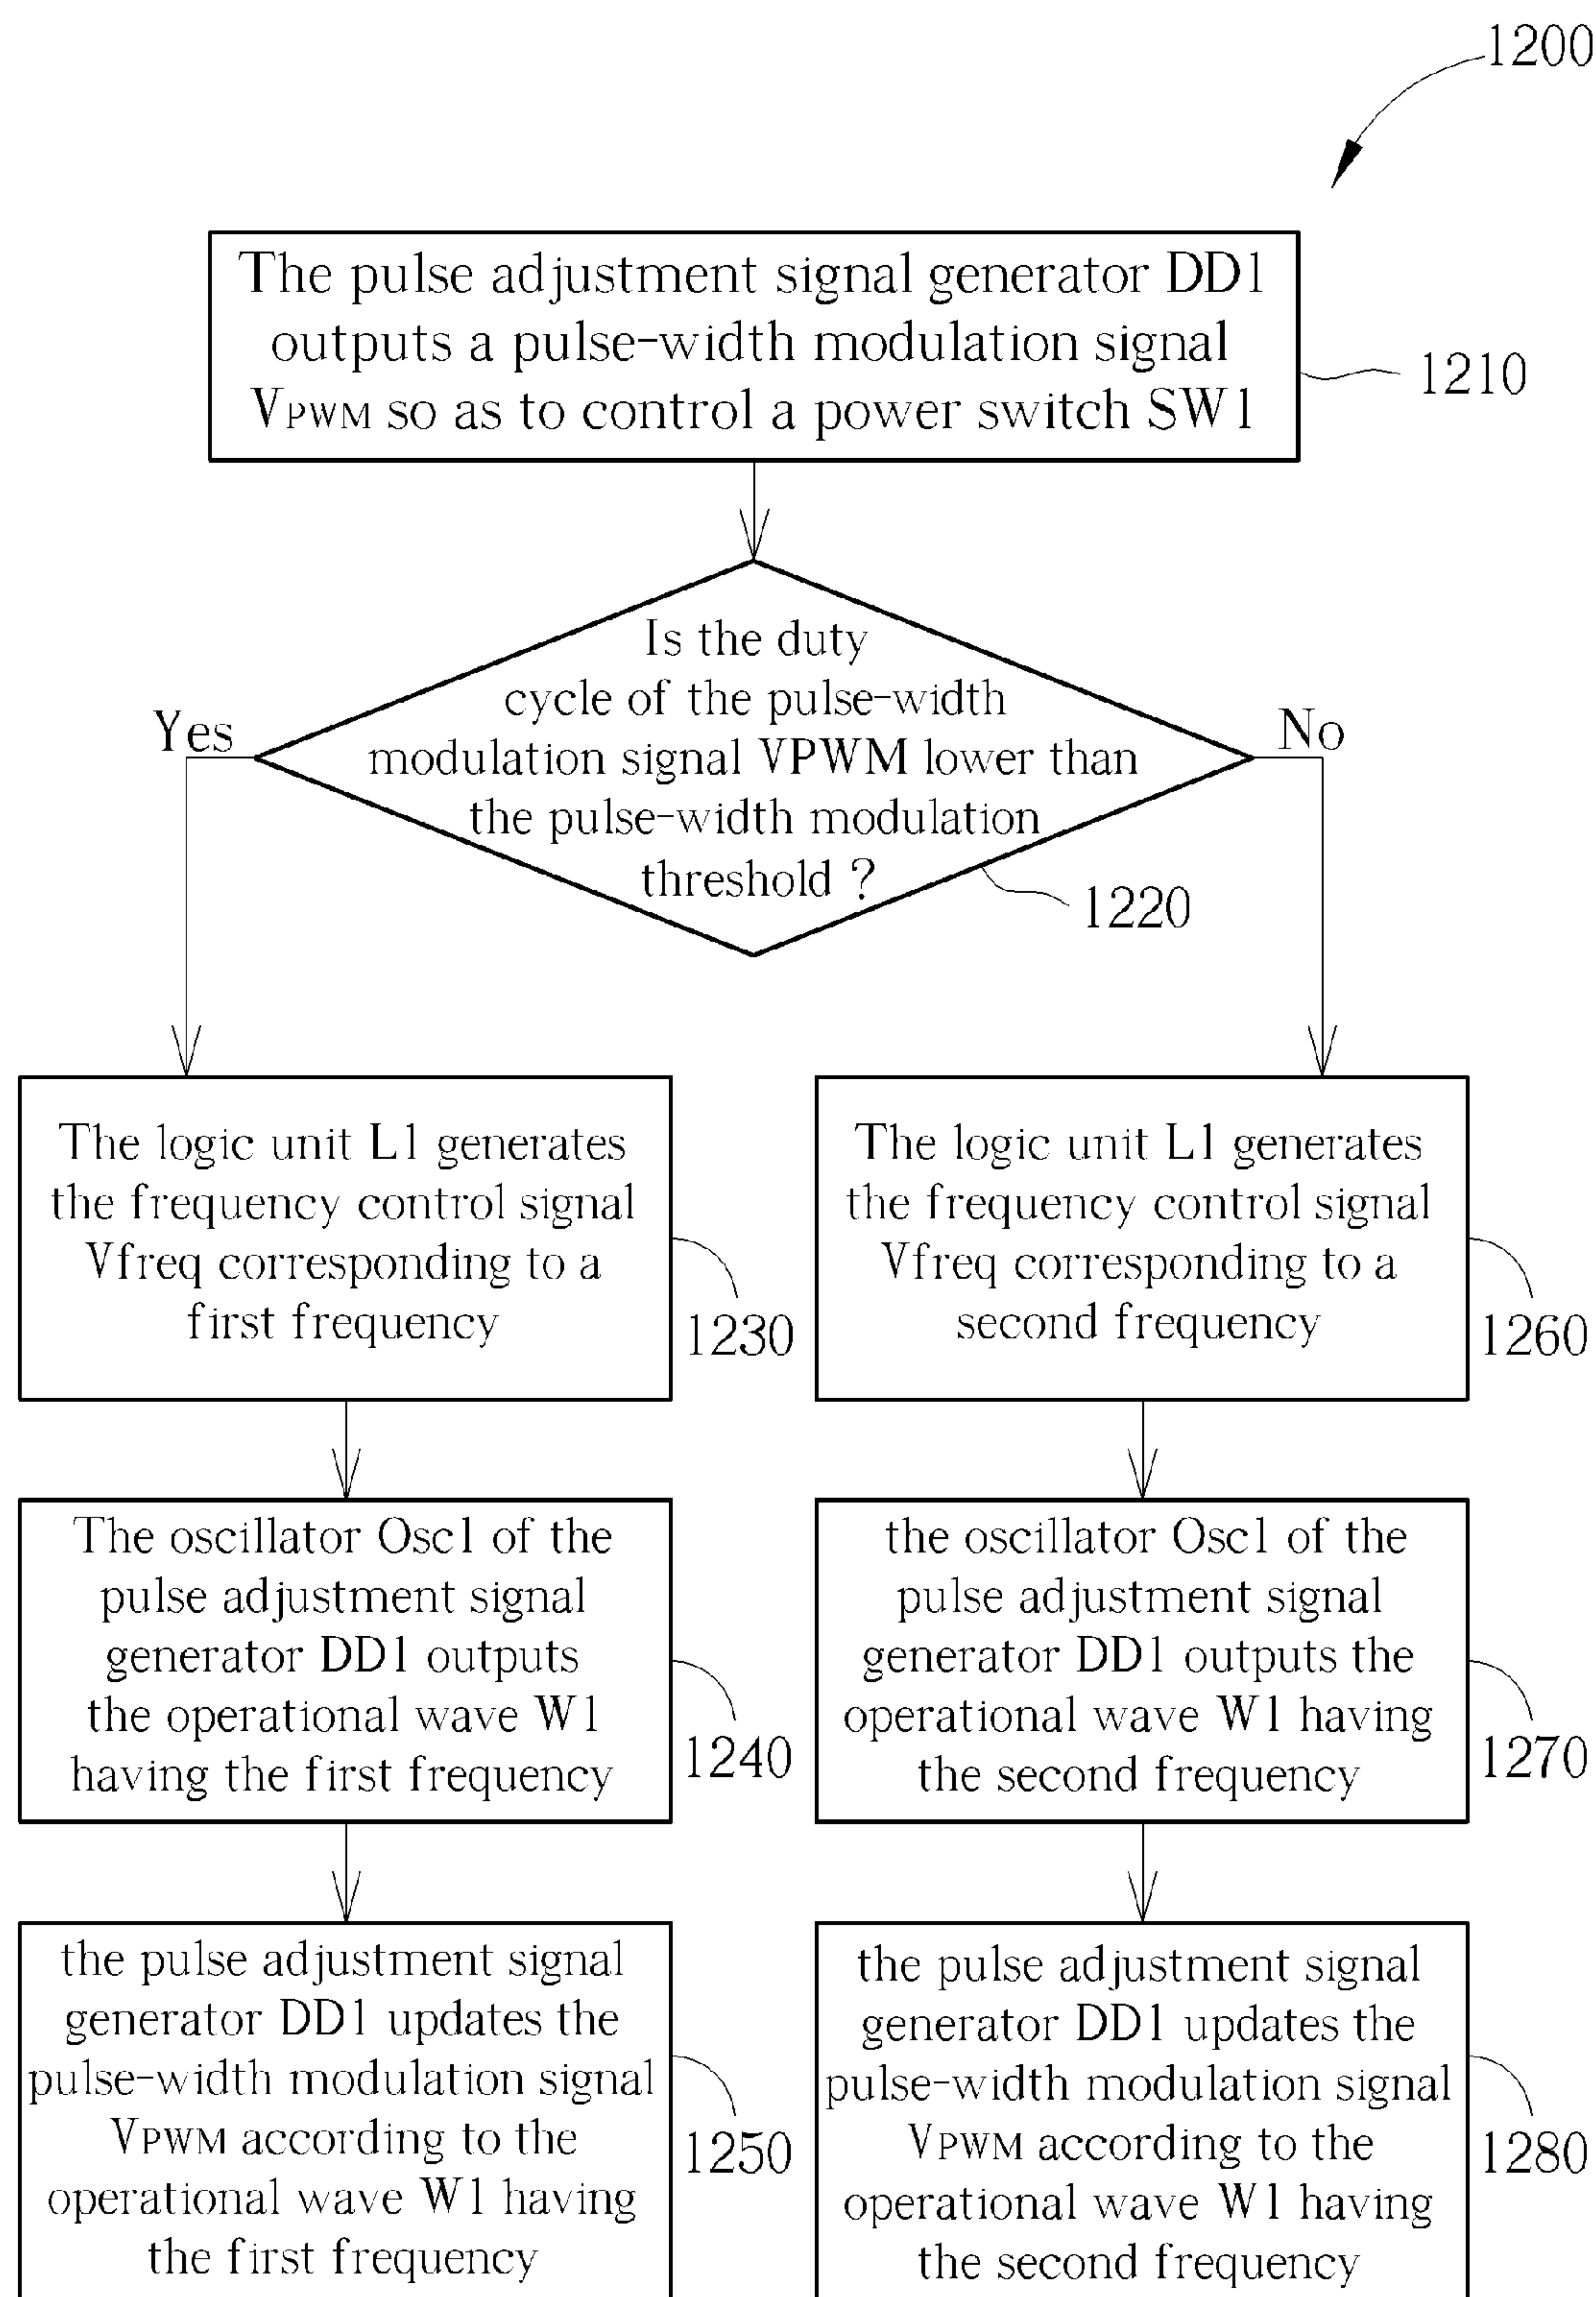 1200
The pulse adjustment signal generator DD1
outputs a pulse-width modulation signal
VPWM so as to control a power switch SW1
1210
Is the duty
cycle of the pulse-width
modulation signal VPWM lower than
the pulse-width modulation
threshold ?
1220
Yes
No
The logic unit L1 generates
the frequency control signal
Vfreq corresponding to a
first frequency
1230
The logic unit L1 generates
the frequency control signal
Vfreq corresponding to a
second frequency
1260
The oscillator Osc1 of the
pulse adjustment signal
generator DD1 outputs
the operational wave W1
having the first frequency
1240
the oscillator Osc1 of the
pulse adjustment signal
generator DD1 outputs the
operational wave W1 having
the second frequency
1270
the pulse adjustment signal
generator DD1 updates the
pulse-width modulation signal
VPWM according to the
operational wave W1 having
the first frequency
1250
the pulse adjustment signal
generator DD1 updates the
pulse-width modulation signal
VPWM according to the
operational wave W1 having
the second frequency
1280